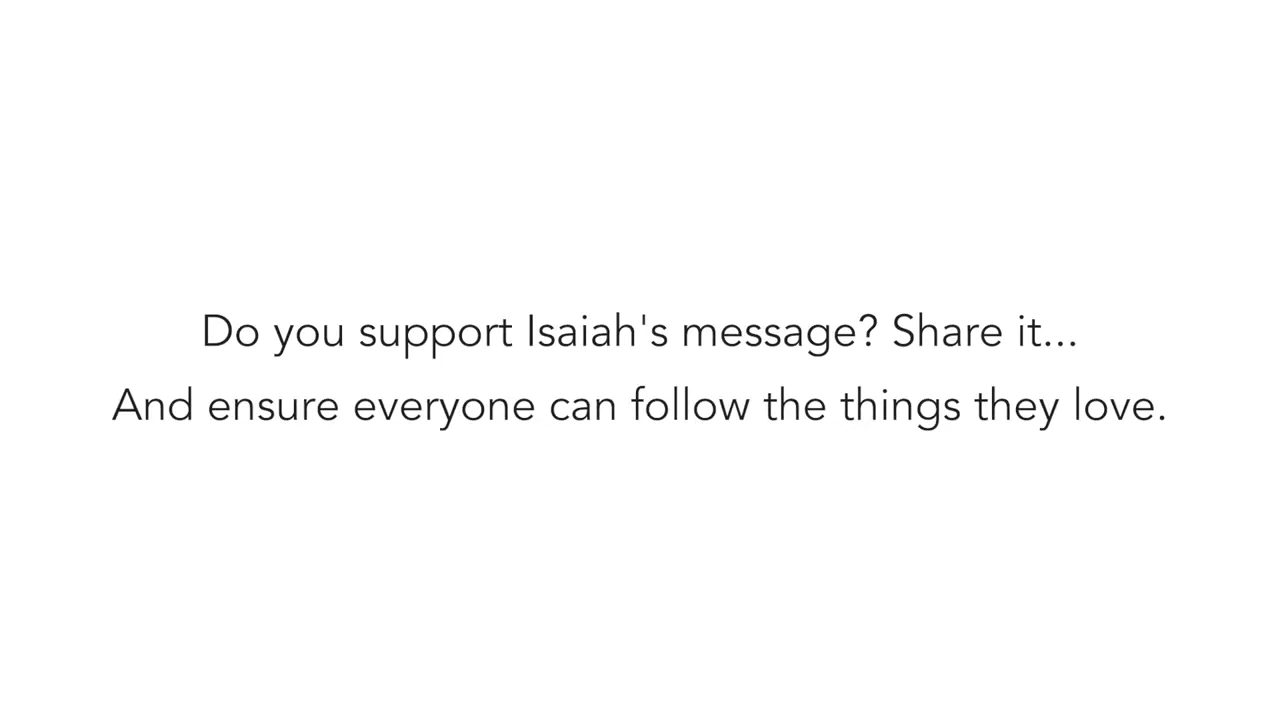 Do you support Isaiah's message? Share it...
And ensure everyone can follow the things they love.